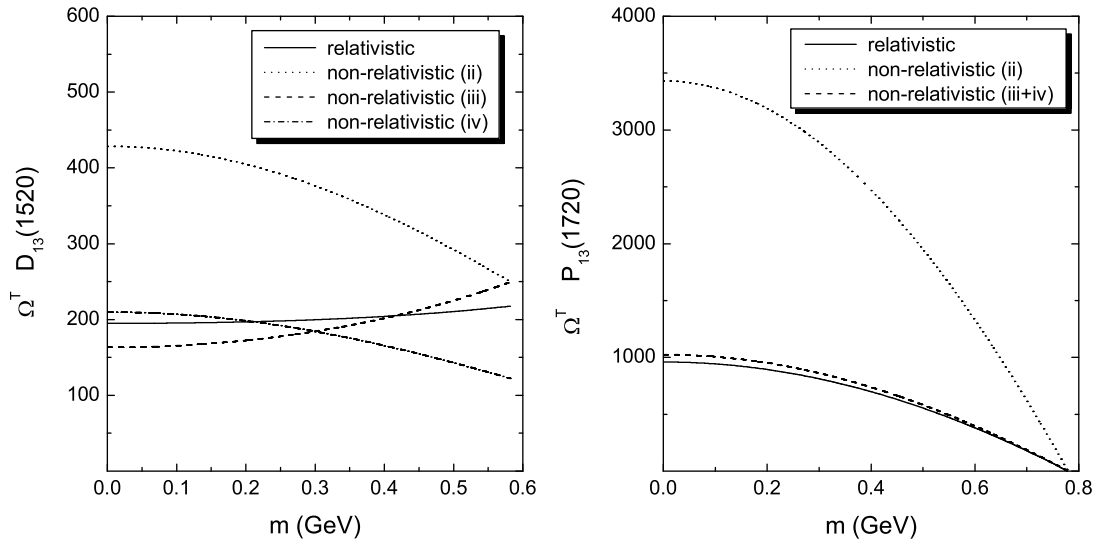 600
500
400
300
200
100
0.0 0.1 0.2 0.3 0.4 0.5 0.6
m (GeV)
Ω^T D_13(1520)
relativistic
non-relativistic (ii)
non-relativistic (iii)
non-relativistic (iv)
4000
3000
2000
1000
0.0 0.2 0.4 0.6 0.8
m (GeV)
Ω^T P_13(1720)
relativistic
non-relativistic (ii)
non-relativistic (iii+iv)